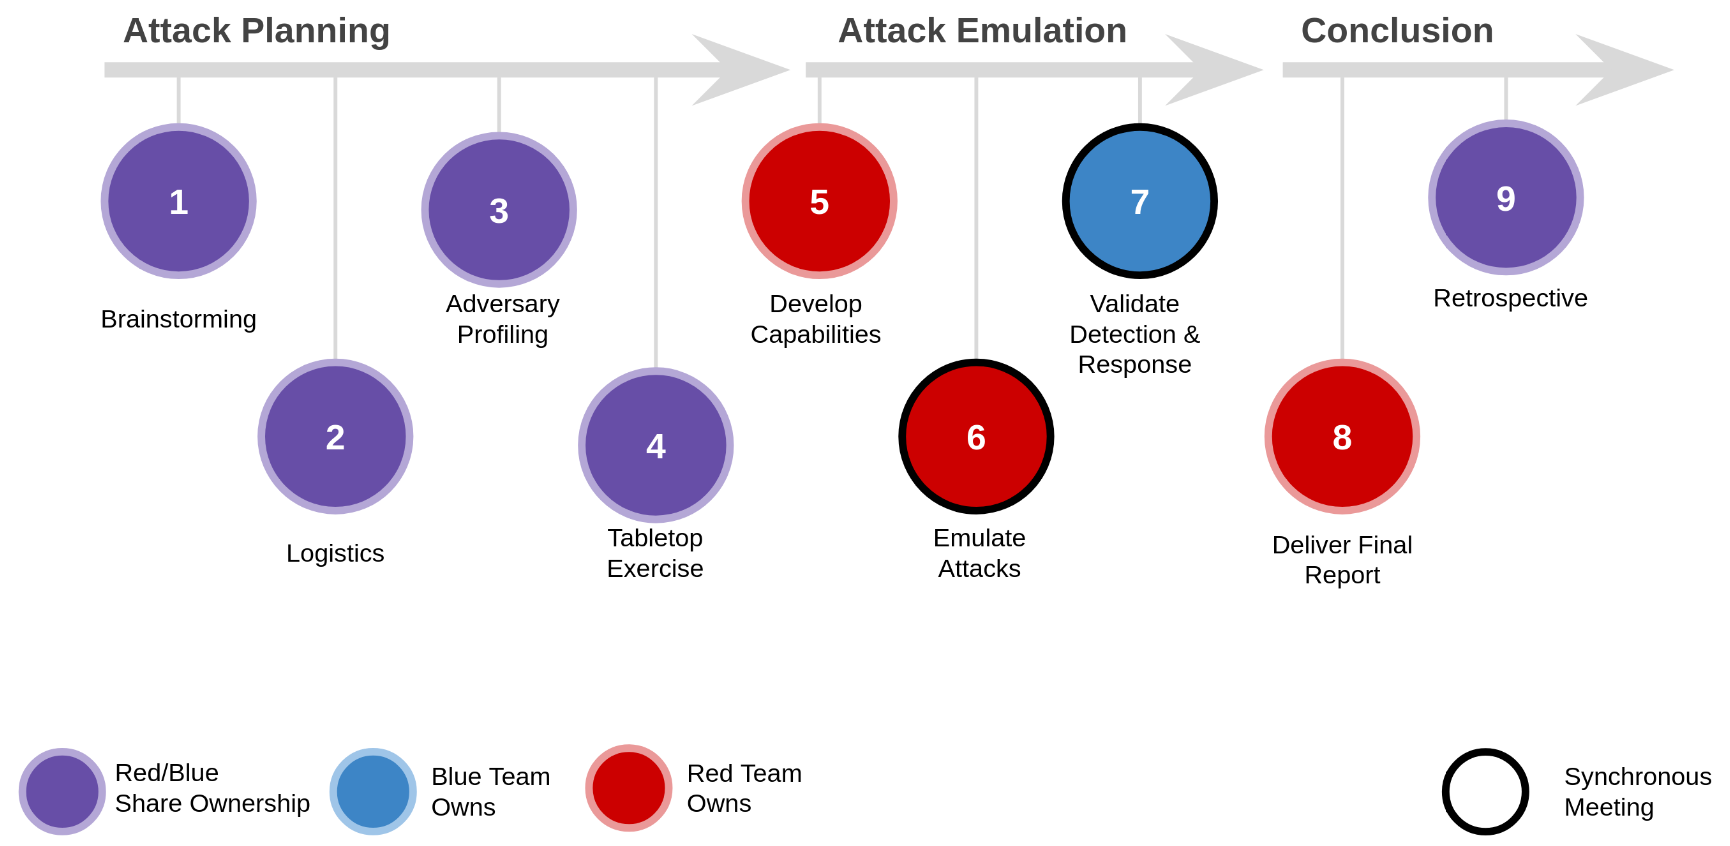 Attack Planning
Attack Emulation
Conclusion
1
Brainstorming
2
Logistics
3
Adversary
Profiling
4
Tabletop
Exercise
5
Develop
Capabilities
6
Emulate
Attacks
7
Validate
Detection &
Response
8
Deliver Final
Report
9
Retrospective
Red/Blue
Share Ownership
Blue Team
Owns
Red Team
Owns
Synchronous
Meeting